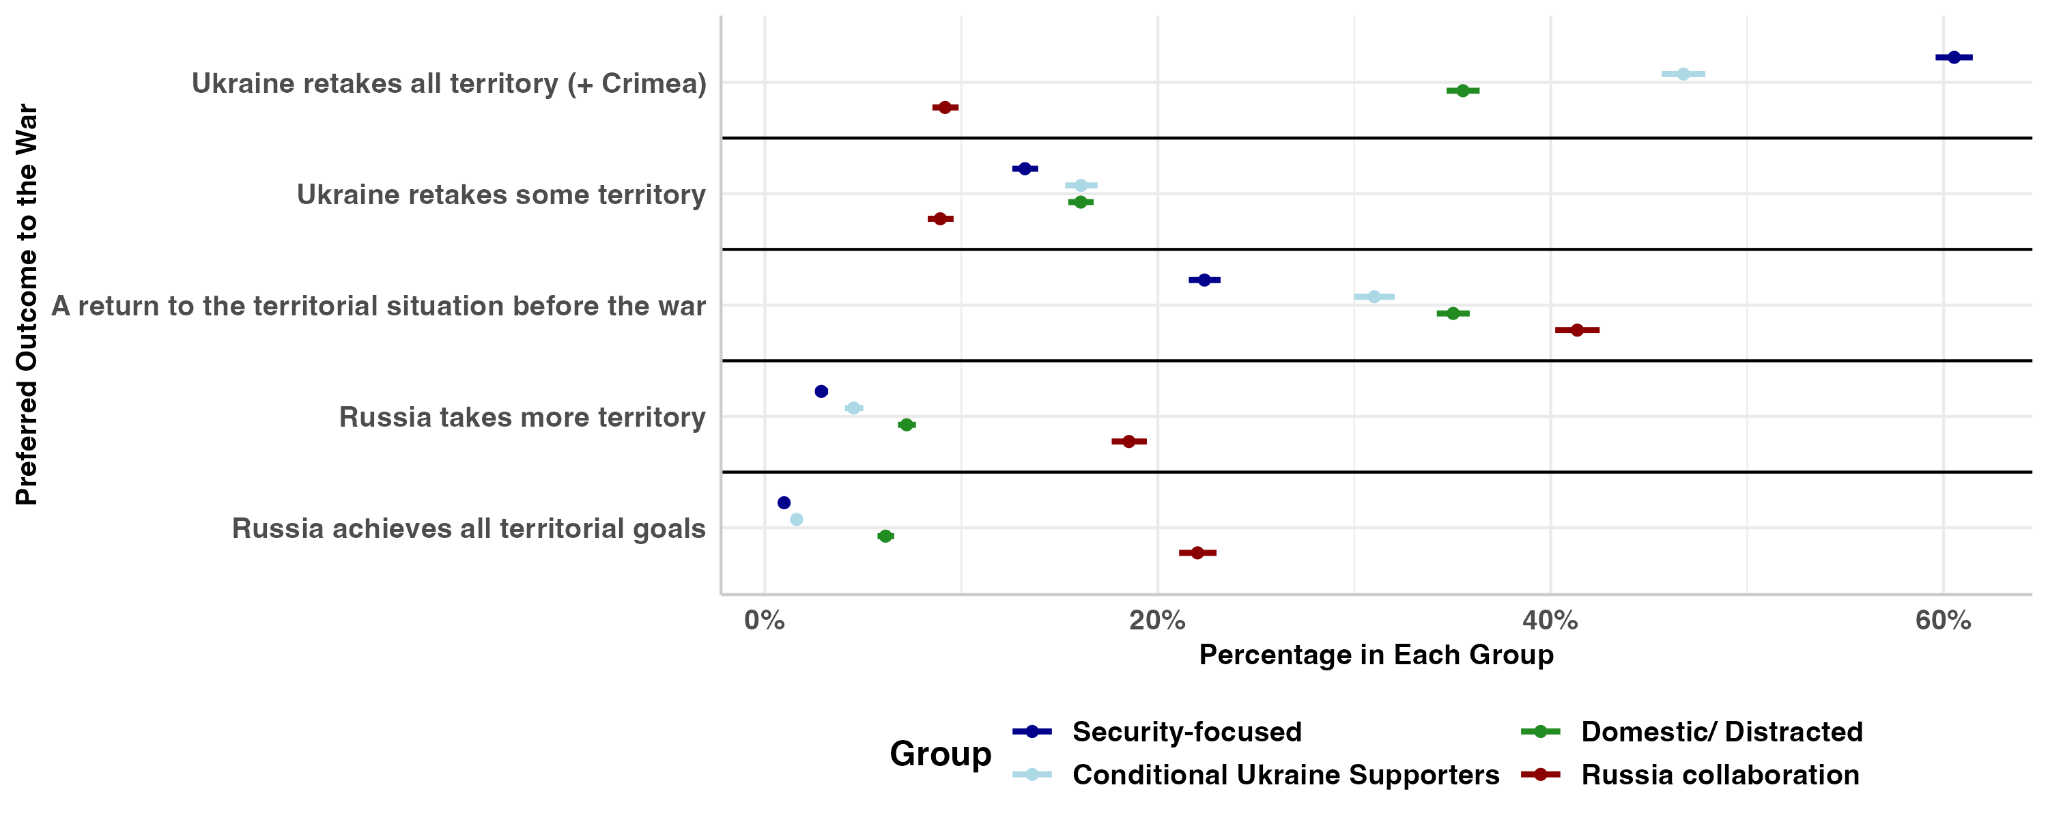 Preferred Outcome to the War
Ukraine retakes all territory (+ Crimea)
Ukraine retakes some territory
A return to the territorial situation before the war
Russia takes more territory
Russia achieves all territorial goals
0% 20% 40% 60%
Percentage in Each Group
Group
Security-focused
Conditional Ukraine Supporters
Domestic/ Distracted
Russia collaboration